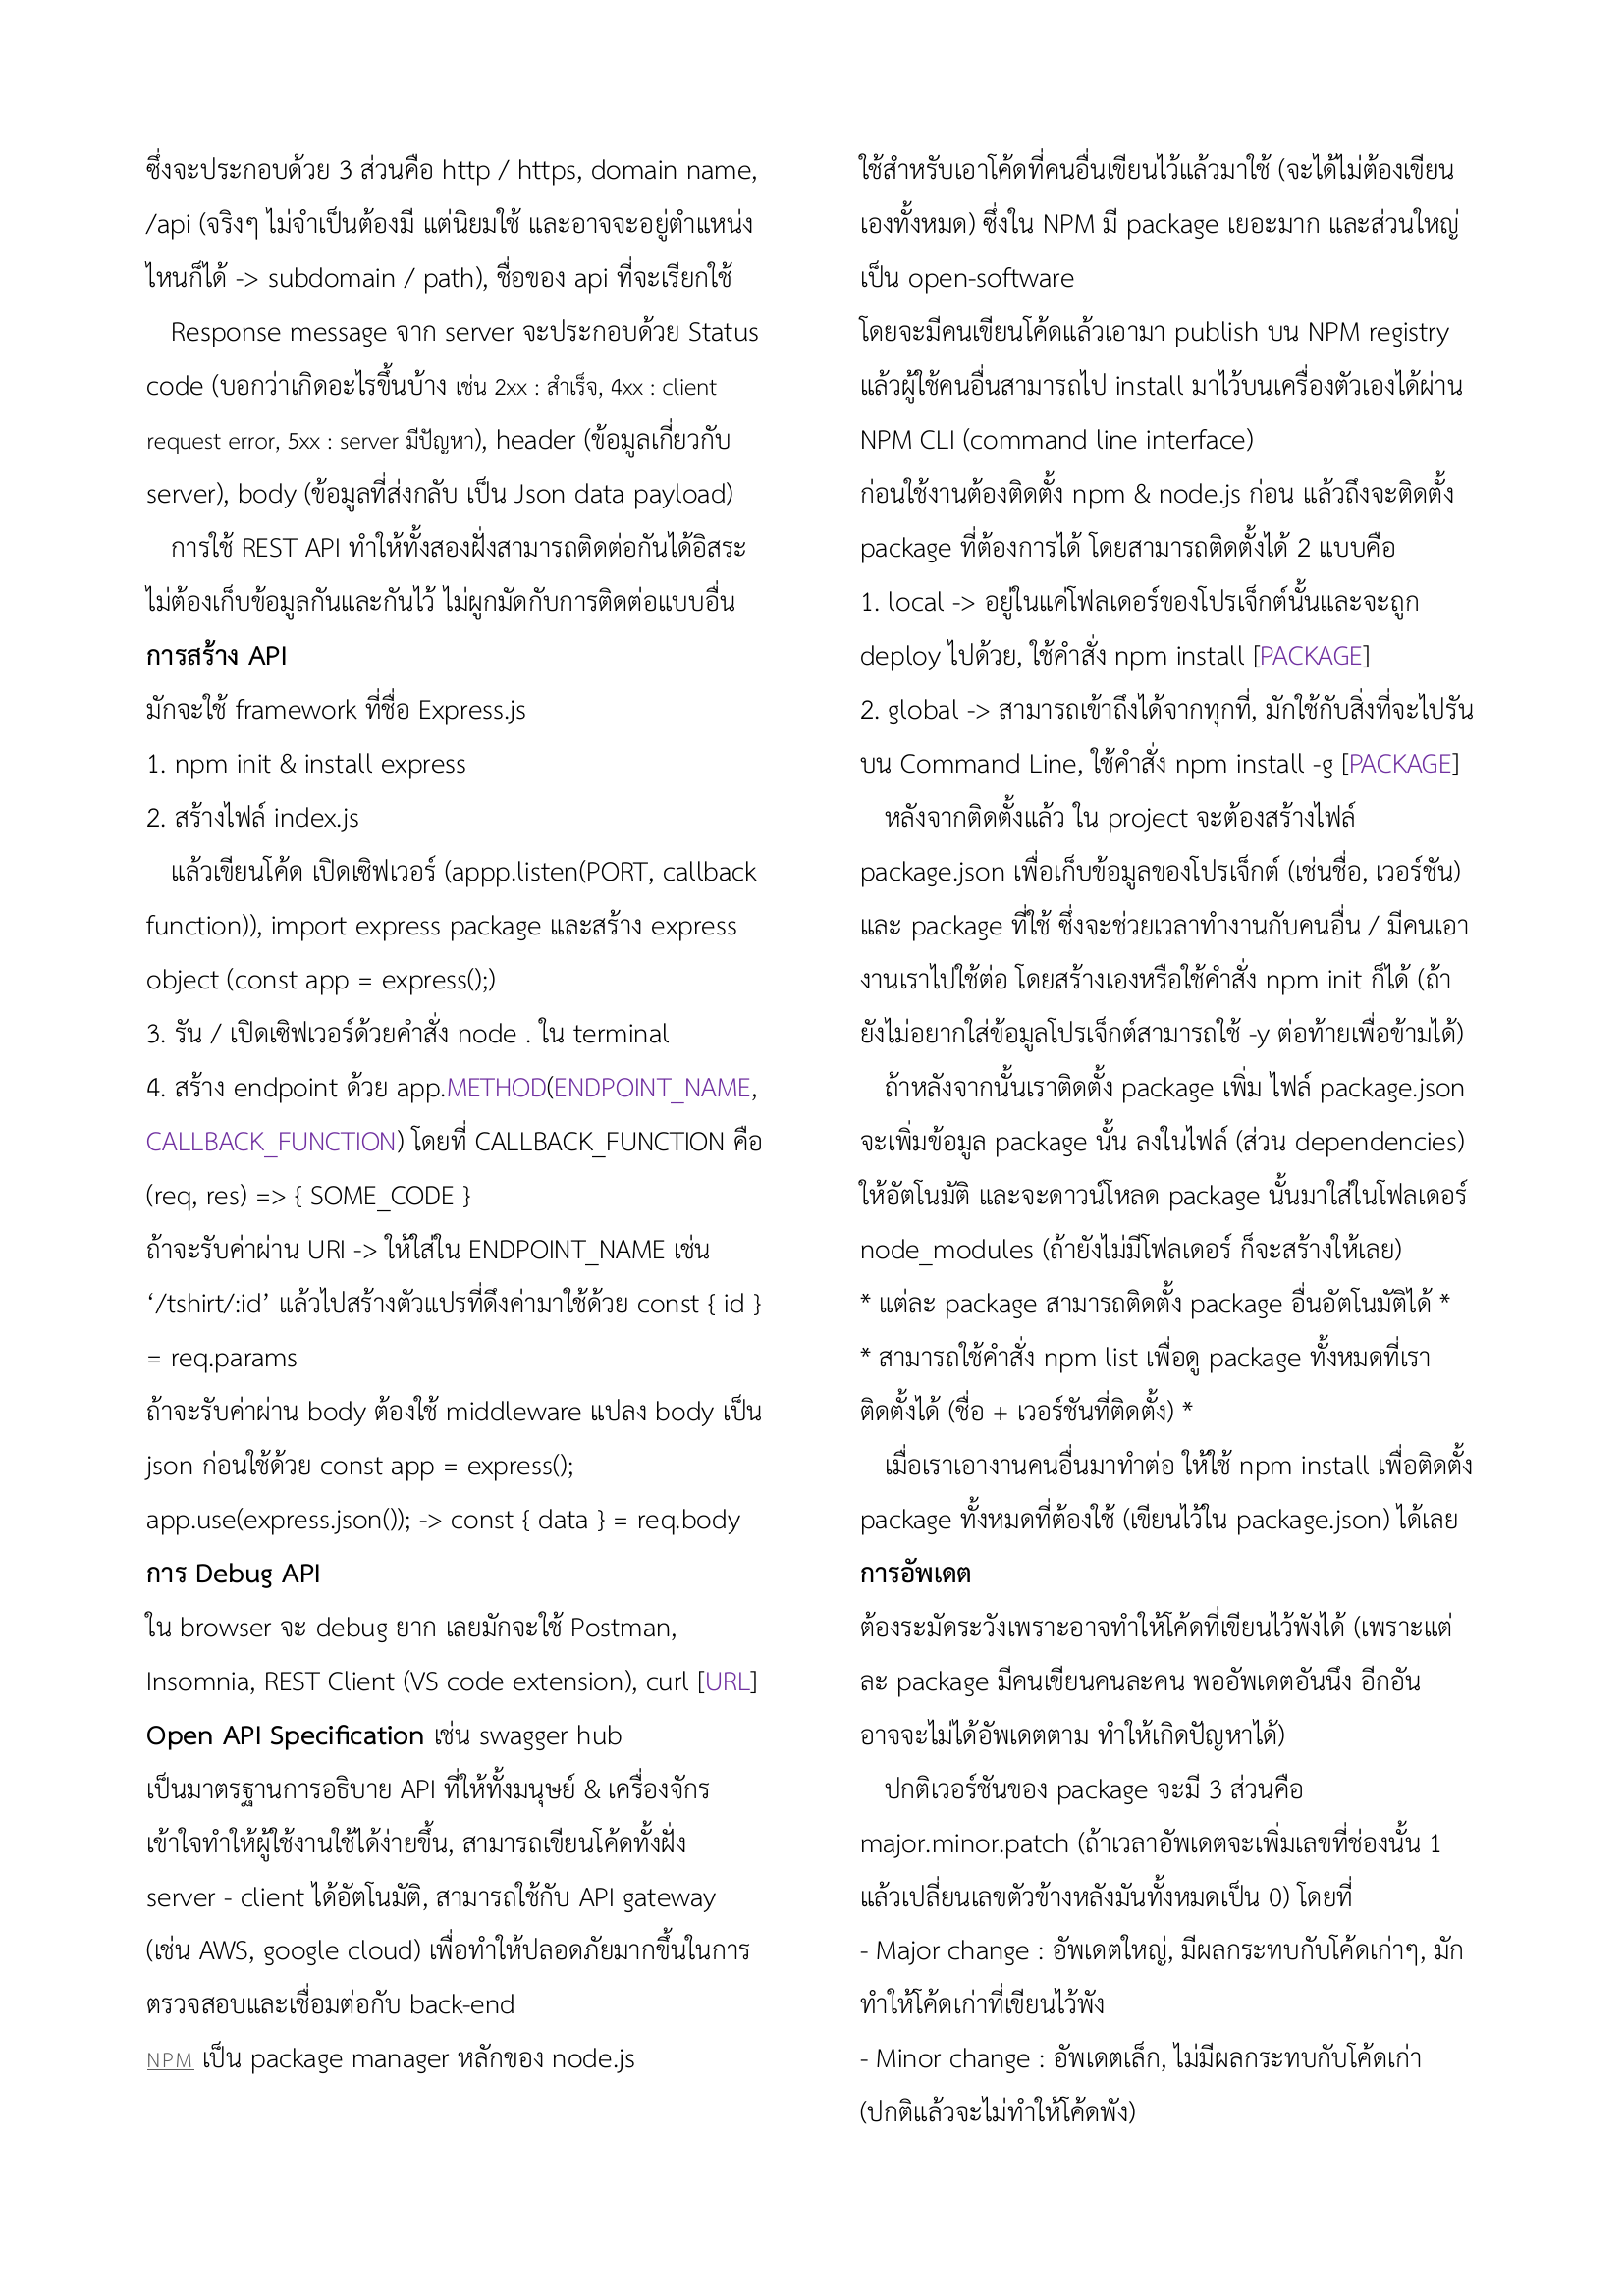 ซึ่งจะประกอบด้วย 3 ส่วนคือ http / https, domain name,
/api (จริงๆ ไม่จำเป็นต้องมี แต่นิยมใช้ และอาจจะอยู่ตำแหน่ง
ไหนก็ได้ -> subdomain / path), ชื่อของ api ที่จะเรียกใช้
Response message จาก server จะประกอบด้วย Status
code (บอกว่าเกิดอะไรขึ้นบ้าง เช่น 2xx : สำเร็จ, 4xx : client
request error, 5xx : server มีปัญหา), header (ข้อมูลเกี่ยวกับ
server), body (ข้อมูลที่ส่งกลับ เป็น Json data payload)
การใช้ REST API ทำให้ทั้งสองฝั่งสามารถติดต่อกันได้อิสระ
ไม่ต้องเก็บข้อมูลกันและกันไว้ ไม่ผูกมัดกับการติดต่อแบบอื่น
การสร้าง API
มักจะใช้ framework ที่ชื่อ Express.js
1. npm init & install express
2. สร้างไฟล์ index.js
แล้วเขียนโค้ด เปิดเซิฟเวอร์ (appp.listen(PORT, callback
function)), import express package และสร้าง express
object (const app = express();)
3. รัน / เปิดเซิฟเวอร์ด้วยคำสั่ง node . ใน terminal
4. สร้าง endpoint ด้วย app.METHOD(ENDPOINT_NAME,
CALLBACK_FUNCTION) โดยที่ CALLBACK_FUNCTION คือ
(req, res) => { SOME_CODE }
ถ้าจะรับค่าผ่าน URI -> ให้ใส่ใน ENDPOINT_NAME เช่น
‘/tshirt/:id’ แล้วไปสร้างตัวแปรที่ดึงค่ามาใช้ด้วย const { id }
= req.params
ถ้าจะรับค่าผ่าน body ต้องใช้ middleware แปลง body เป็น
json ก่อนใช้ด้วย const app = express();
app.use(express.json()); -> const { data } = req.body
การ Debug API
ใน browser จะ debug ยาก เลยมักจะใช้ Postman,
Insomnia, REST Client (VS code extension), curl [URL]
Open API Specification เช่น swagger hub
เป็นมาตรฐานการอธิบาย API ที่ให้ทั้งมนุษย์ & เครื่องจักร
เข้าใจทำให้ผู้ใช้งานใช้ได้ง่ายขึ้น, สามารถเขียนโค้ดทั้งฝั่ง
server - client ได้อัตโนมัติ, สามารถใช้กับ API gateway
(เช่น AWS, google cloud) เพื่อทำให้ปลอดภัยมากขึ้นในการ
ตรวจสอบและเชื่อมต่อกับ back-end
NPM เป็น package manager หลักของ node.js
ใช้สำหรับเอาโค้ดที่คนอื่นเขียนไว้แล้วมาใช้ (จะได้ไม่ต้องเขียน
เองทั้งหมด) ซึ่งใน NPM มี package เยอะมาก และส่วนใหญ่
เป็น open-software
โดยจะมีคนเขียนโค้ดแล้วเอามา publish บน NPM registry
แล้วผู้ใช้คนอื่นสามารถไป install มาไว้บนเครื่องตัวเองได้ผ่าน
NPM CLI (command line interface)
ก่อนใช้งานต้องติดตั้ง npm & node.js ก่อน แล้วถึงจะติดตั้ง
package ที่ต้องการได้ โดยสามารถติดตั้งได้ 2 แบบคือ
1. local -> อยู่ในแค่โฟลเดอร์ของโปรเจ็กต์นั้นและจะถูก
deploy ไปด้วย, ใช้คำสั่ง npm install [PACKAGE]
2. global -> สามารถเข้าถึงได้จากทุกที่, มักใช้กับสิ่งที่จะไปรัน
บน Command Line, ใช้คำสั่ง npm install -g [PACKAGE]
หลังจากติดตั้งแล้ว ใน project จะต้องสร้างไฟล์
package.json เพื่อเก็บข้อมูลของโปรเจ็กต์ (เช่นชื่อ, เวอร์ชัน)
และ package ที่ใช้ ซึ่งจะช่วยเวลาทำงานกับคนอื่น / มีคนเอา
งานเราไปใช้ต่อ โดยสร้างเองหรือใช้คำสั่ง npm init ก็ได้ (ถ้า
ยังไม่อยากใส่ข้อมูลโปรเจ็กต์สามารถใช้ -y ต่อท้ายเพื่อข้ามได้)
ถ้าหลังจากนั้นเราติดตั้ง package เพิ่ม ไฟล์ package.json
จะเพิ่มข้อมูล package นั้น ลงในไฟล์ (ส่วน dependencies)
ให้อัตโนมัติ และจะดาวน์โหลด package นั้นมาใส่ในโฟลเดอร์
node_modules (ถ้ายังไม่มีโฟลเดอร์ ก็จะสร้างให้เลย)
* แต่ละ package สามารถติดตั้ง package อื่นอัตโนมัติได้ *
* สามารถใช้คำสั่ง npm list เพื่อดู package ทั้งหมดที่เรา
ติดตั้งได้ (ชื่อ + เวอร์ชันที่ติดตั้ง) *
เมื่อเราเอางานคนอื่นมาทำต่อ ให้ใช้ npm install เพื่อติดตั้ง
package ทั้งหมดที่ต้องใช้ (เขียนไว้ใน package.json) ได้เลย
การอัพเดต
ต้องระมัดระวังเพราะอาจทำให้โค้ดที่เขียนไว้พังได้ (เพราะแต่
ละ package มีคนเขียนคนละคน พออัพเดตอันนึง อีกอัน
อาจจะไม่ได้อัพเดตตาม ทำให้เกิดปัญหาได้)
ปกติเวอร์ชันของ package จะมี 3 ส่วนคือ
major.minor.patch (ถ้าเวลาอัพเดตจะเพิ่มเลขที่ช่องนั้น 1
แล้วเปลี่ยนเลขตัวข้างหลังมันทั้งหมดเป็น 0) โดยที่
- Major change : อัพเดตใหญ่, มีผลกระทบกับโค้ดเก่าๆ, มัก
ทำให้โค้ดเก่าที่เขียนไว้พัง
- Minor change : อัพเดตเล็ก, ไม่มีผลกระทบกับโค้ดเก่า
(ปกติแล้วจะไม่ทำให้โค้ดพัง)